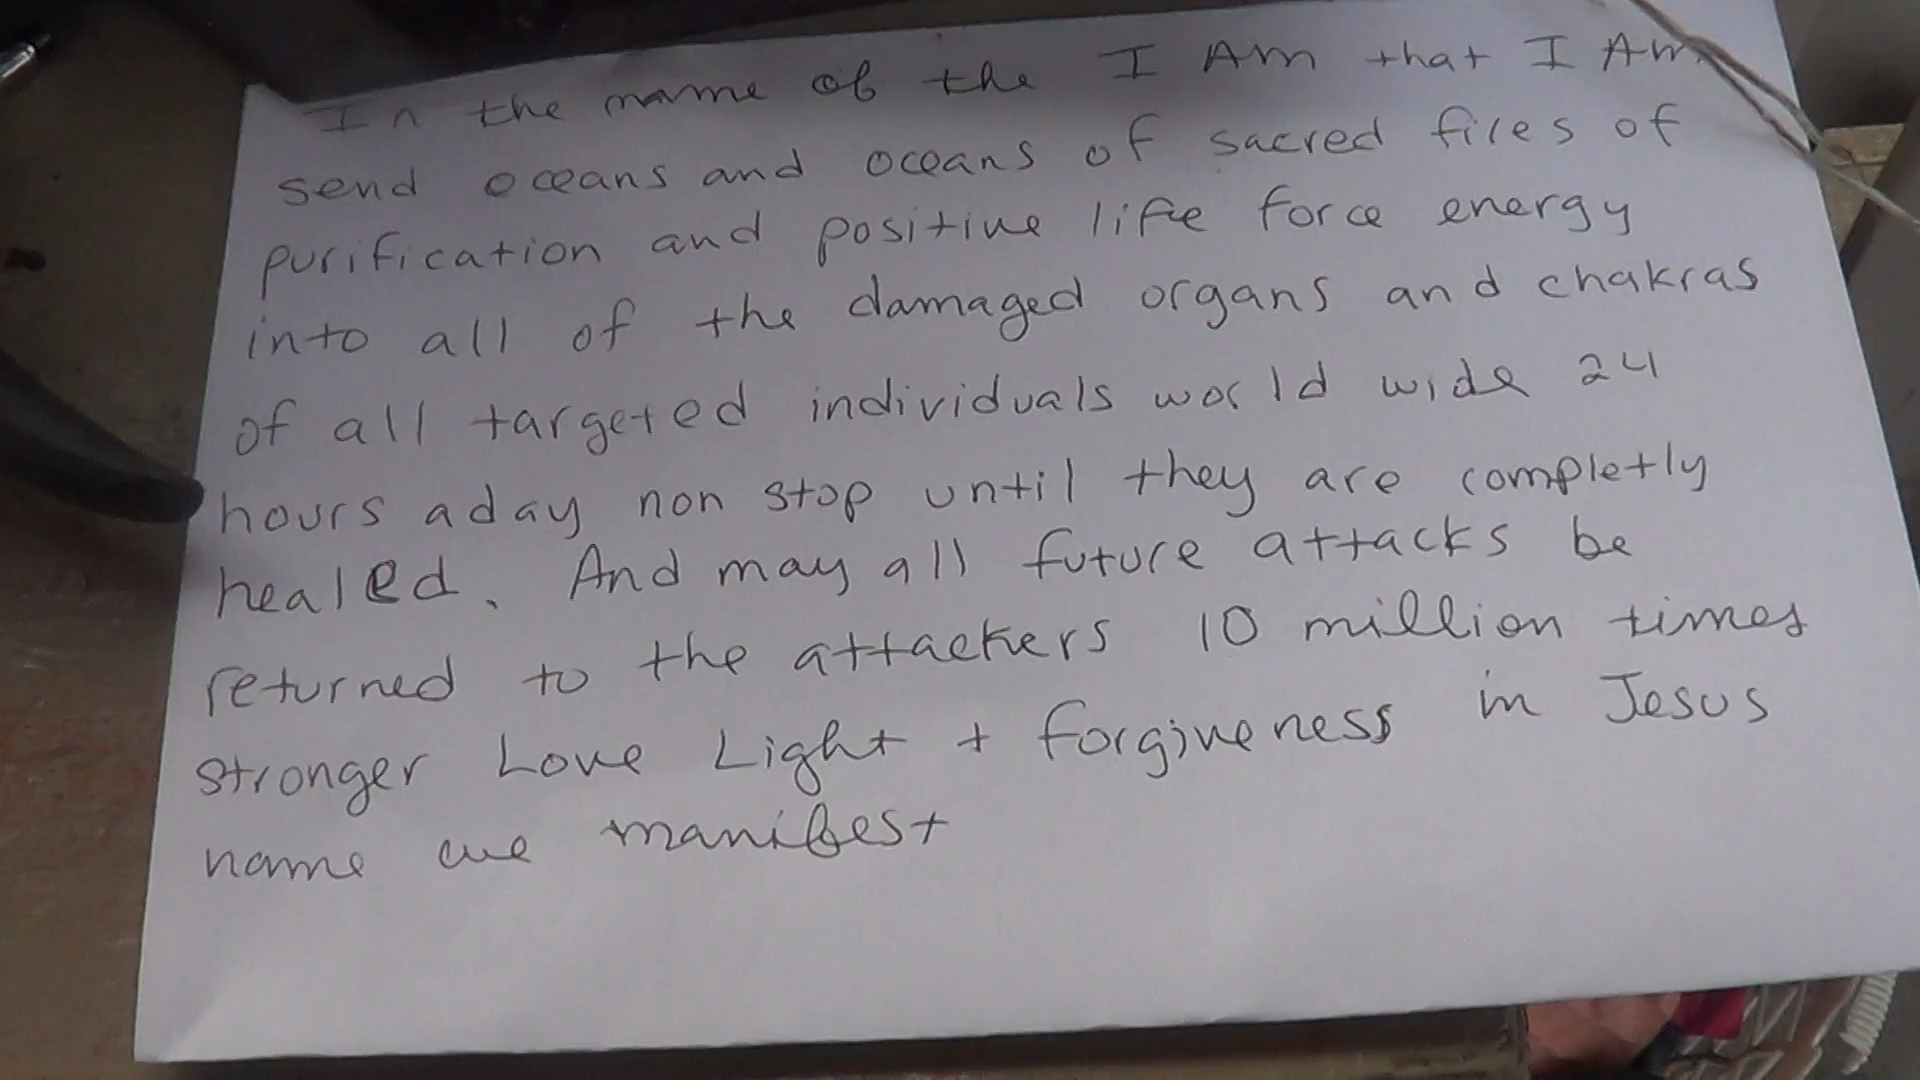 In the name of the I AM that I AM
send oceans and oceans of sacred fires of
purification and positive life force energy
into all of the damaged organs and chakras
of all targeted individuals world wide 24
hours a day non stop until they are completly
healed. And may all future attacks be
returned to the attackers 10 million times
stronger Love Light + forgiveness in Jesus
name we manifest